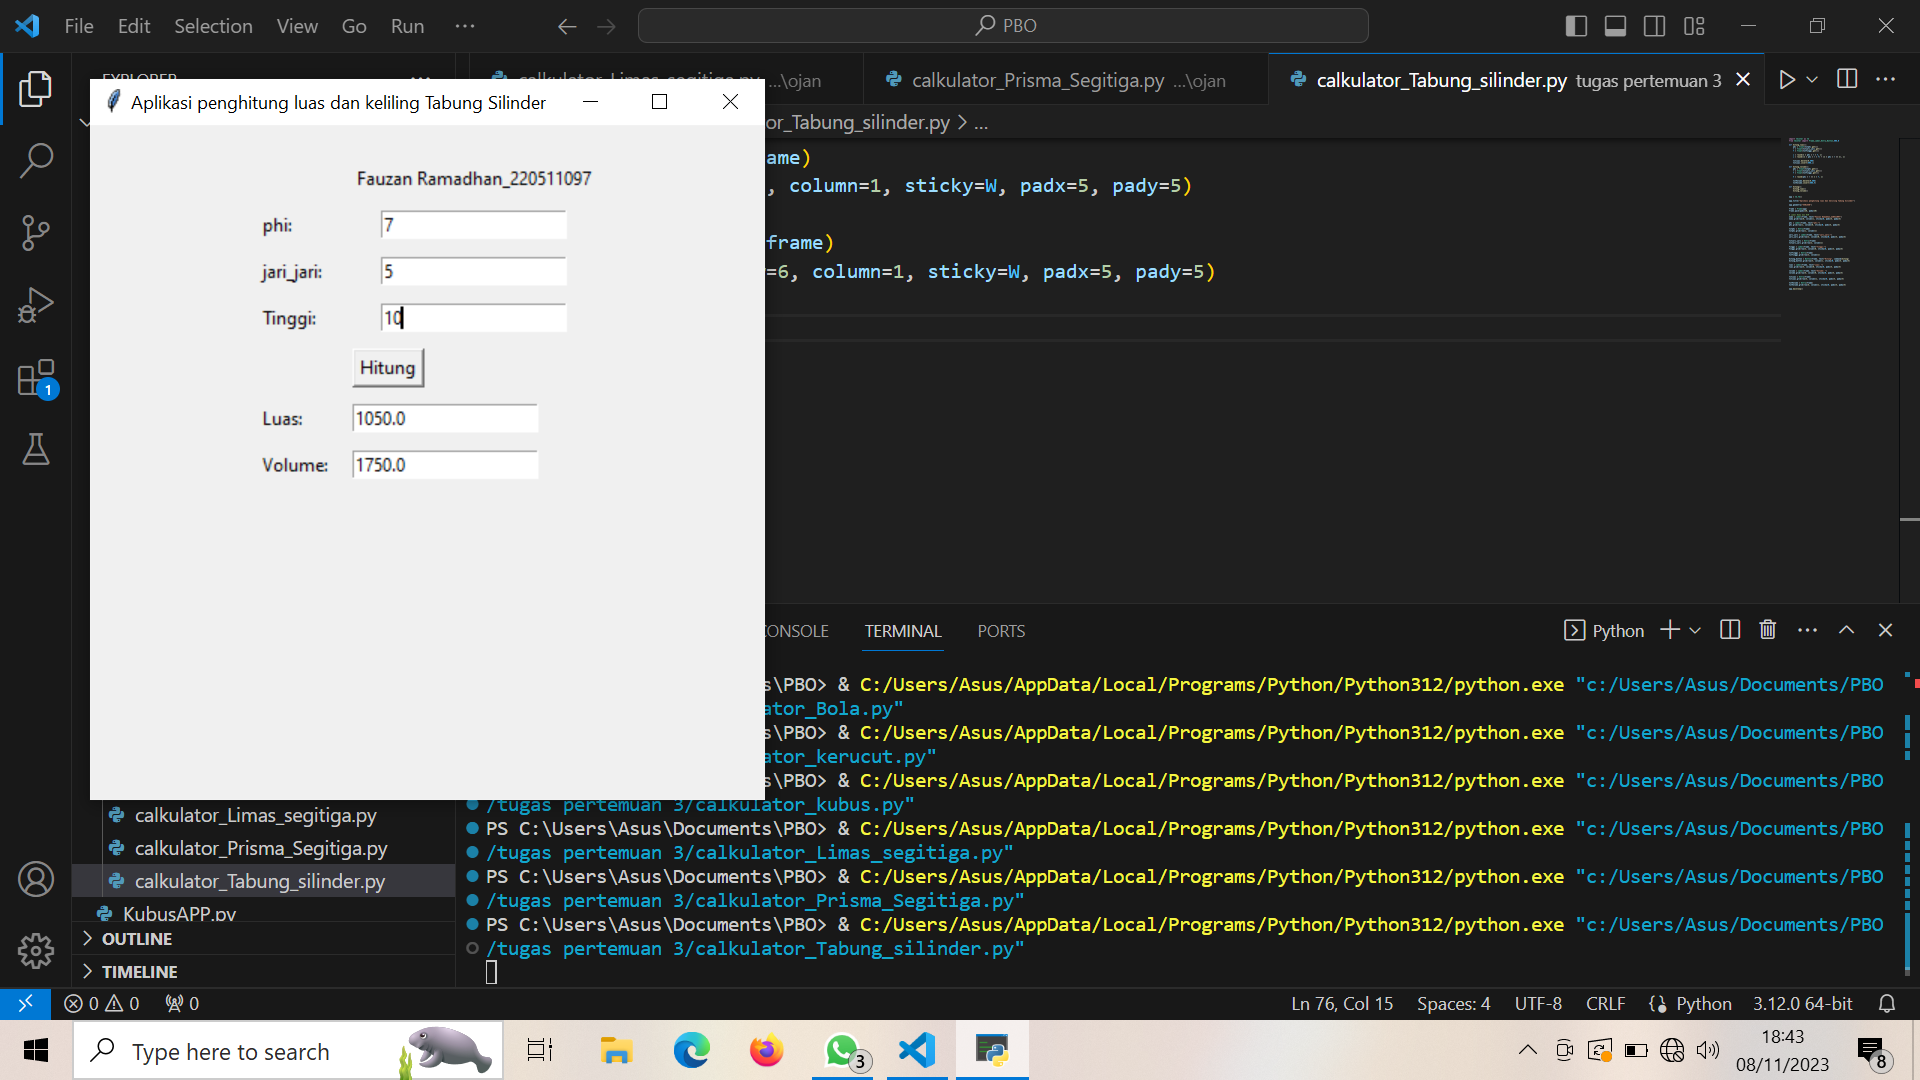 File Edit Selection View Go Run ...
PBO
EXPLORER
calkulator_Limas_segitiga.py ...\ojan
calkulator_Prisma_Segitiga.py ...\ojan
calkulator_Tabung_silinder.py tugas pertemuan 3
or_Tabung_silinder.py > ...
Aplikasi penghitung luas dan keliling Tabung Silinder
Fauzan Ramadhan_220511097
phi: 7
jari_jari: 5
Tinggi: 10
Hitung
Luas: 1050.0
Volume: 1750.0
ame)
, column=1, sticky=W, padx=5, pady=5)
frame)
=6, column=1, sticky=W, padx=5, pady=5)
CONSOLE TERMINAL PORTS
Python
s\PBO> & C:/Users/Asus/AppData/Local/Programs/Python/Python312/python.exe "c:/Users/Asus/Documents/PBO
ator_Bola.py"
s\PBO> & C:/Users/Asus/AppData/Local/Programs/Python/Python312/python.exe "c:/Users/Asus/Documents/PBO
ator_kerucut.py"
s\PBO> & C:/Users/Asus/AppData/Local/Programs/Python/Python312/python.exe "c:/Users/Asus/Documents/PBO
/tugas pertemuan 3/calkulator_kubus.py"
PS C:\Users\Asus\Documents\PBO> & C:/Users/Asus/AppData/Local/Programs/Python/Python312/python.exe "c:/Users/Asus/Documents/PBO
/tugas pertemuan 3/calkulator_Limas_segitiga.py"
PS C:\Users\Asus\Documents\PBO> & C:/Users/Asus/AppData/Local/Programs/Python/Python312/python.exe "c:/Users/Asus/Documents/PBO
/tugas pertemuan 3/calkulator_Prisma_Segitiga.py"
PS C:\Users\Asus\Documents\PBO> & C:/Users/Asus/AppData/Local/Programs/Python/Python312/python.exe "c:/Users/Asus/Documents/PBO
/tugas pertemuan 3/calkulator_Tabung_silinder.py"
calkulator_Limas_segitiga.py
calkulator_Prisma_Segitiga.py
calkulator_Tabung_silinder.py
KubusAPP.py
OUTLINE
TIMELINE
1
0 0 0
Ln 76, Col 15 Spaces: 4 UTF-8 CRLF {} Python 3.12.0 64-bit
Type here to search
3
18:43
08/11/2023
8